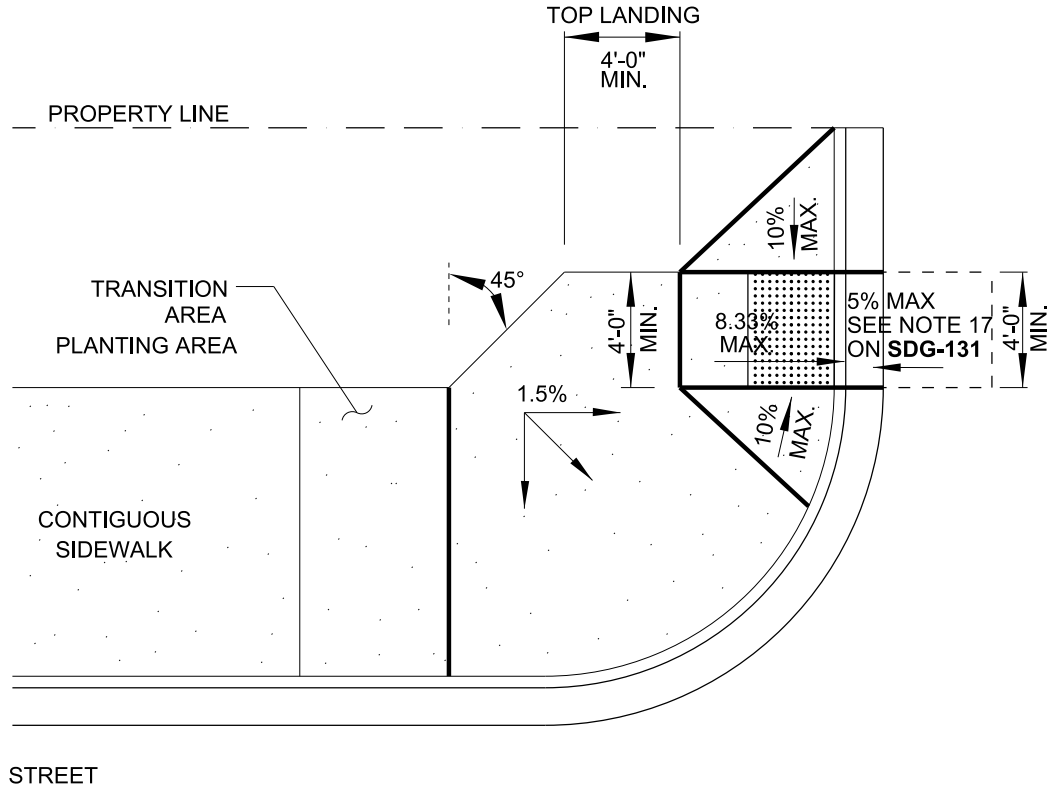 TOP LANDING
4'-0"
MIN.
PROPERTY LINE
10%
MAX.
45°
TRANSITION
AREA
PLANTING AREA
4'-0"
MIN.
8.33%
MAX.
5% MAX
SEE NOTE 17
ON SDG-131
4'-0"
MIN.
1.5%
10%
MAX.
CONTIGUOUS
SIDEWALK
STREET